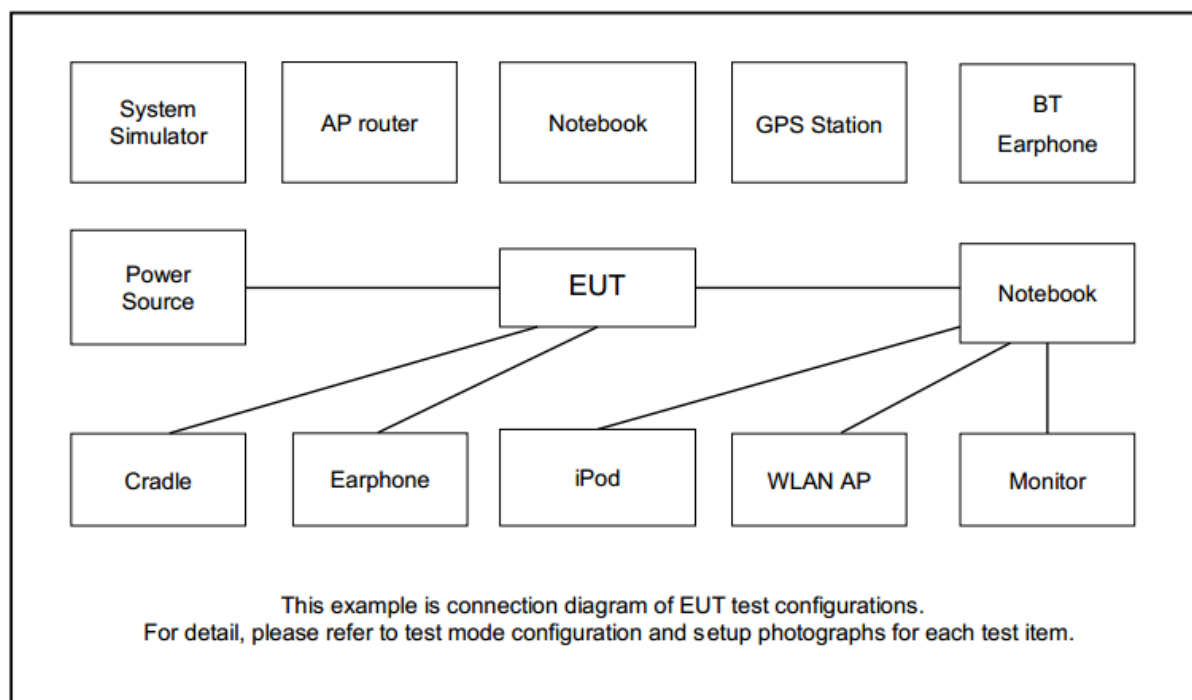 System
Simulator
AP router
Notebook
GPS Station
BT
Earphone
Power
Source
EUT
Notebook
Cradle
Earphone
iPod
WLAN AP
Monitor
This example is connection diagram of EUT test configurations.
For detail, please refer to test mode configuration and setup photographs for each test item.